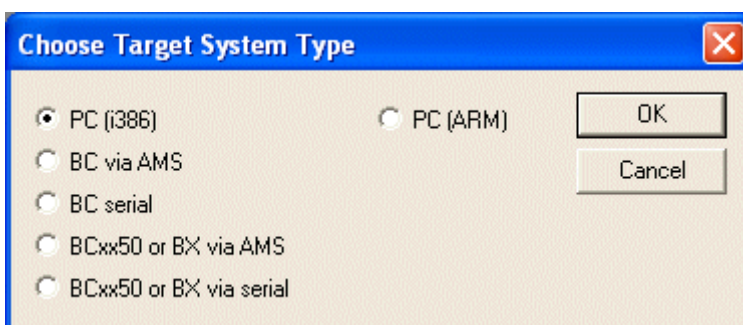 Choose Target System Type
PC (i386)
PC (ARM)
OK
BC via AMS
Cancel
BC serial
BCxx50 or BX via AMS
BCxx50 or BX via serial